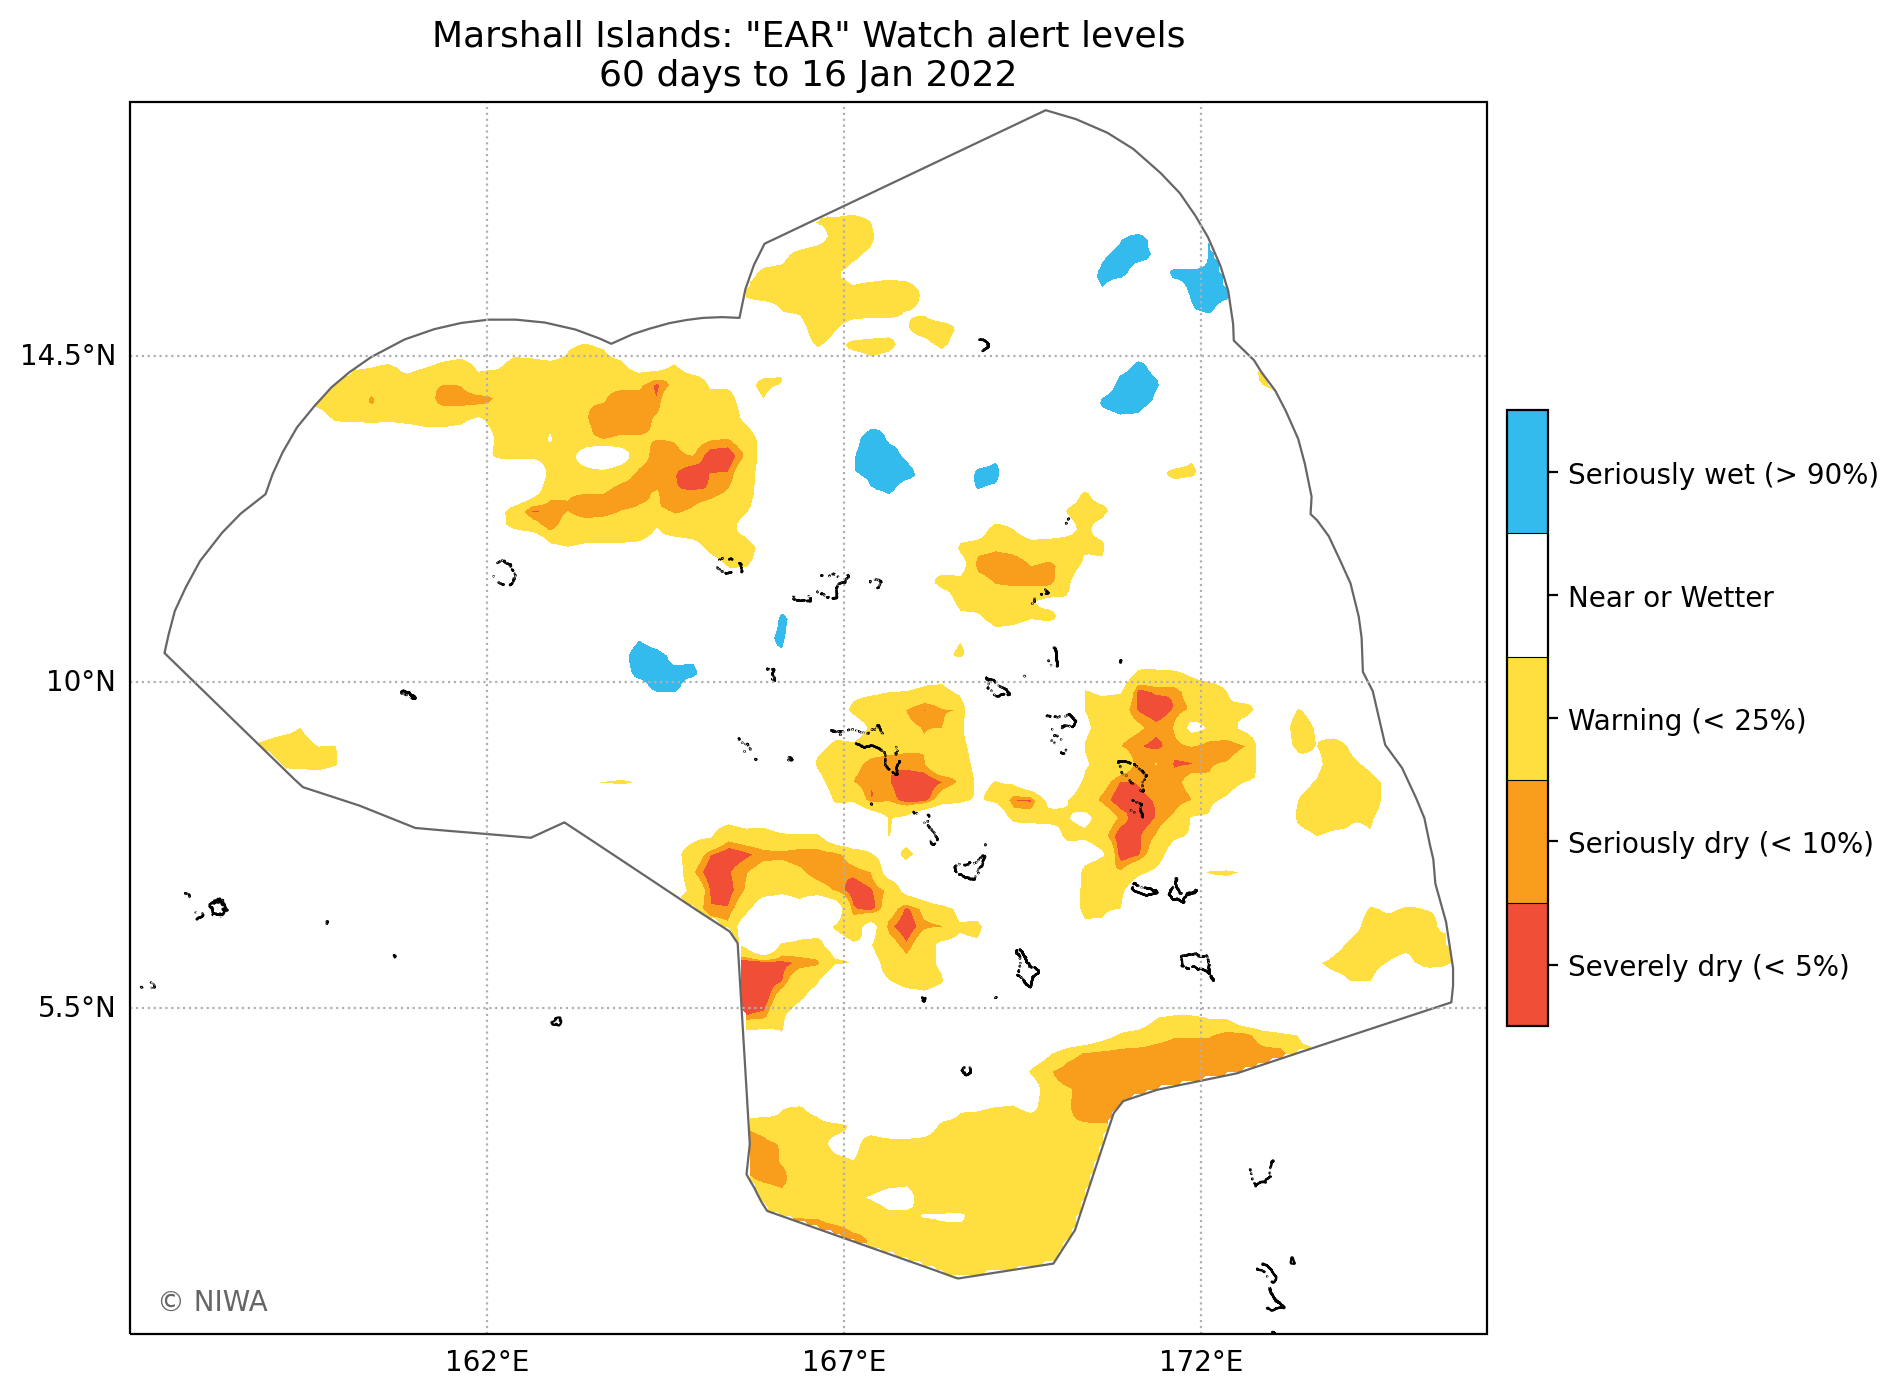 Marshall Islands: "EAR" Watch alert levels
60 days to 16 Jan 2022
14.5°N
10°N
5.5°N
162°E
167°E
172°E
Seriously wet (> 90%)
Near or Wetter
Warning (< 25%)
Seriously dry (< 10%)
Severely dry (< 5%)
© NIWA